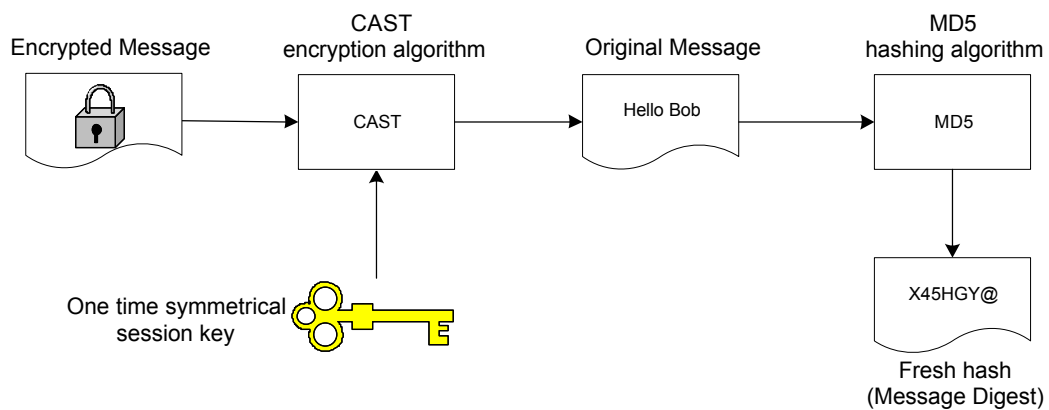 Encrypted Message
CAST
encryption algorithm
Original Message
MD5
hashing algorithm
CAST
Hello Bob
MD5
One time symmetrical
session key
X45HGY@
Fresh hash
(Message Digest)